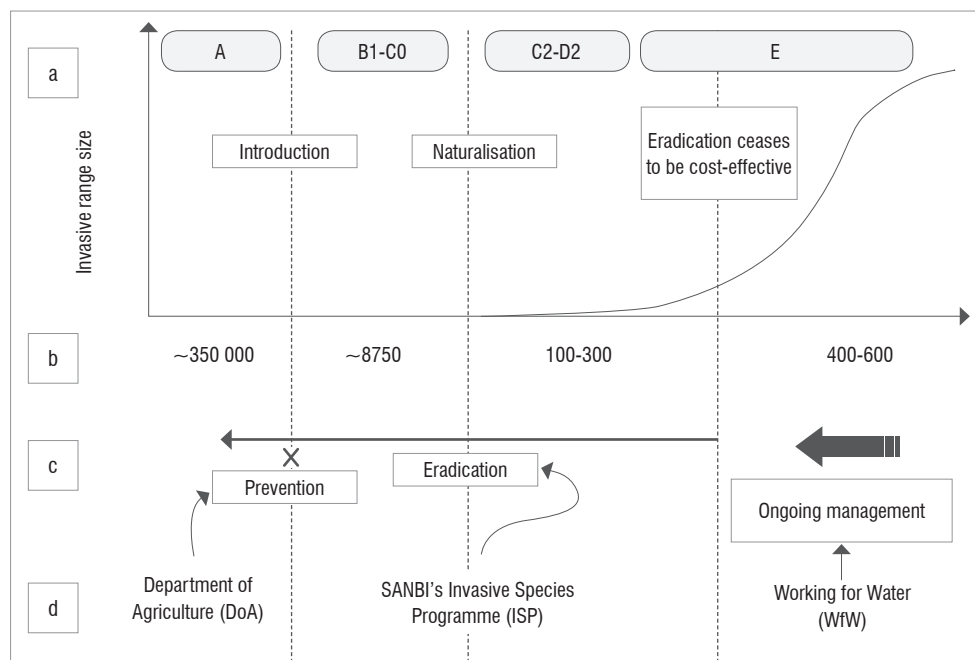 a
A
B1-C0
C2-D2
E
Invasive range size
Introduction
Naturalisation
Eradication ceases
to be cost-effective
b
~350 000
~8750
100-300
400-600
c
Prevention
Eradication
Ongoing management
d
Department of
Agriculture (DoA)
SANBI's Invasive Species
Programme (ISP)
Working for Water
(WfW)